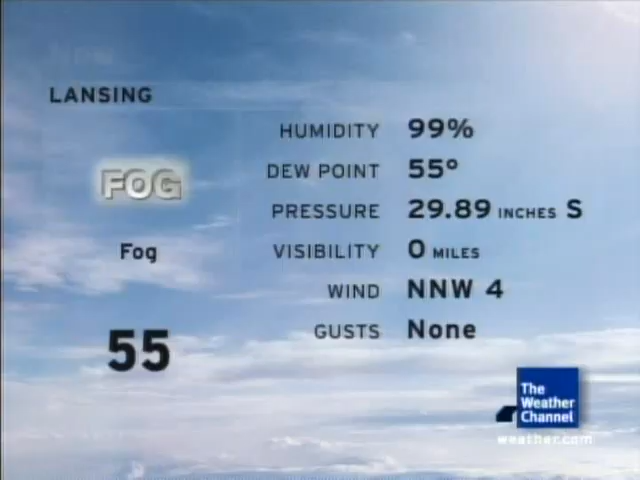 LANSING
HUMIDITY 99%
DEW POINT 55°
FOG
PRESSURE 29.89 INCHES S
Fog
VISIBILITY 0 MILES
WIND NNW 4
55
GUSTS None
The
Weather
Channel
weather.com